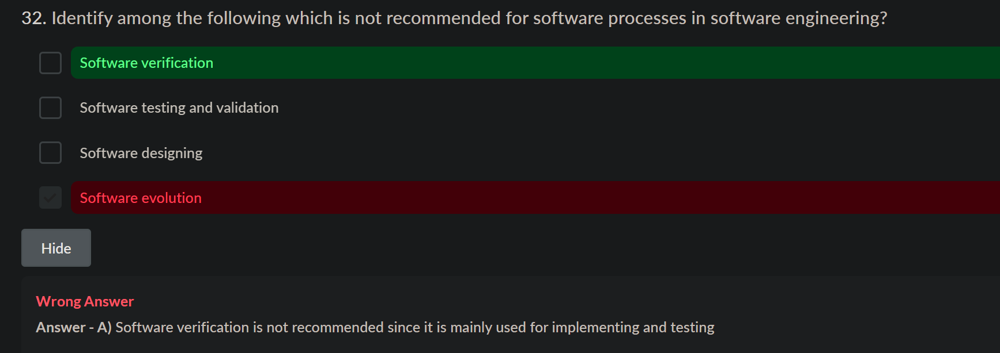 32. Identify among the following which is not recommended for software processes in software engineering?
Software verification
Software testing and validation
Software designing
Software evolution
Hide
Wrong Answer
Answer - A) Software verification is not recommended since it is mainly used for implementing and testing